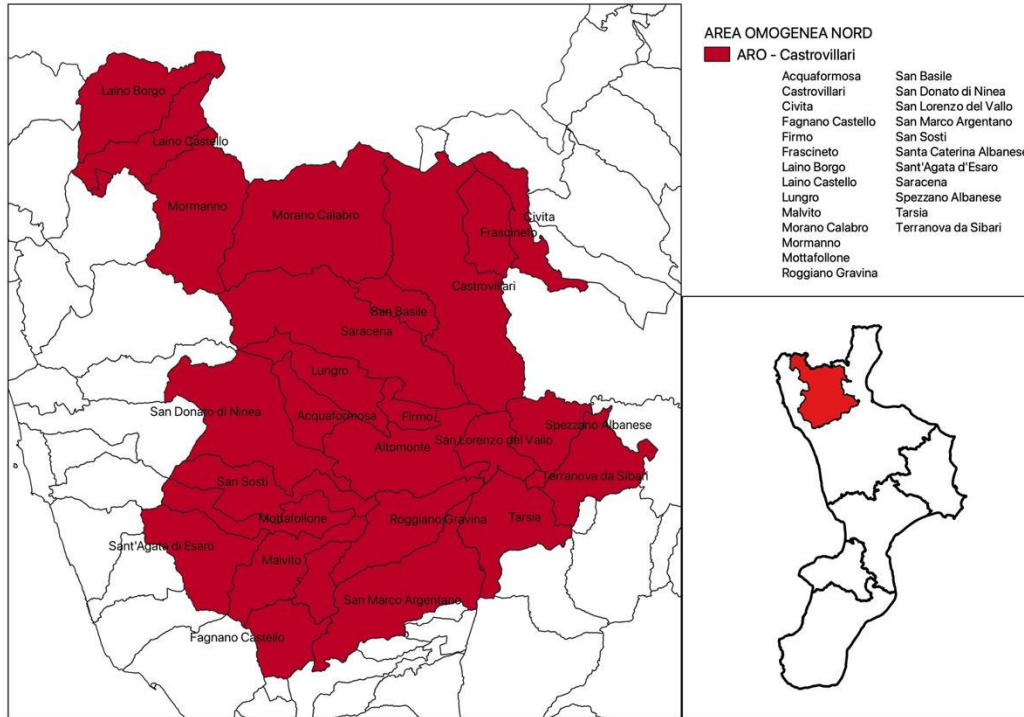 AREA OMOGENEA NORD
ARO - Castrovillari
Acquaformosa
Castrovillari
Civita
Fagnano Castello
Firmo
Frascineto
Laino Borgo
Laino Castello
Lungro
Malvito
Morano Calabro
Mormanno
Mottafollone
Roggiano Gravina
San Basile
San Donato di Ninea
San Lorenzo del Vallo
San Marco Argentano
San Sosti
Santa Caterina Albanese
Sant'Agata d'Esaro
Saracena
Spezzano Albanese
Tarsia
Terranova da Sibari
Laino Borgo
Laino Castello
Mormanno
Morano Calabro
Civita
Frascineto
Castrovillari
San Basile
Saracena
Lungro
San Donato di Ninea
Acquaformosa
Firmo
Spezzano Albanese
San Lorenzo del Vallo
Altomonte
Terranova da Sibari
San Sosti
Mottafollone
Roggiano Gravina
Tarsia
Sant'Agata di Esaro
Malvito
San Marco Argentano
Fagnano Castello